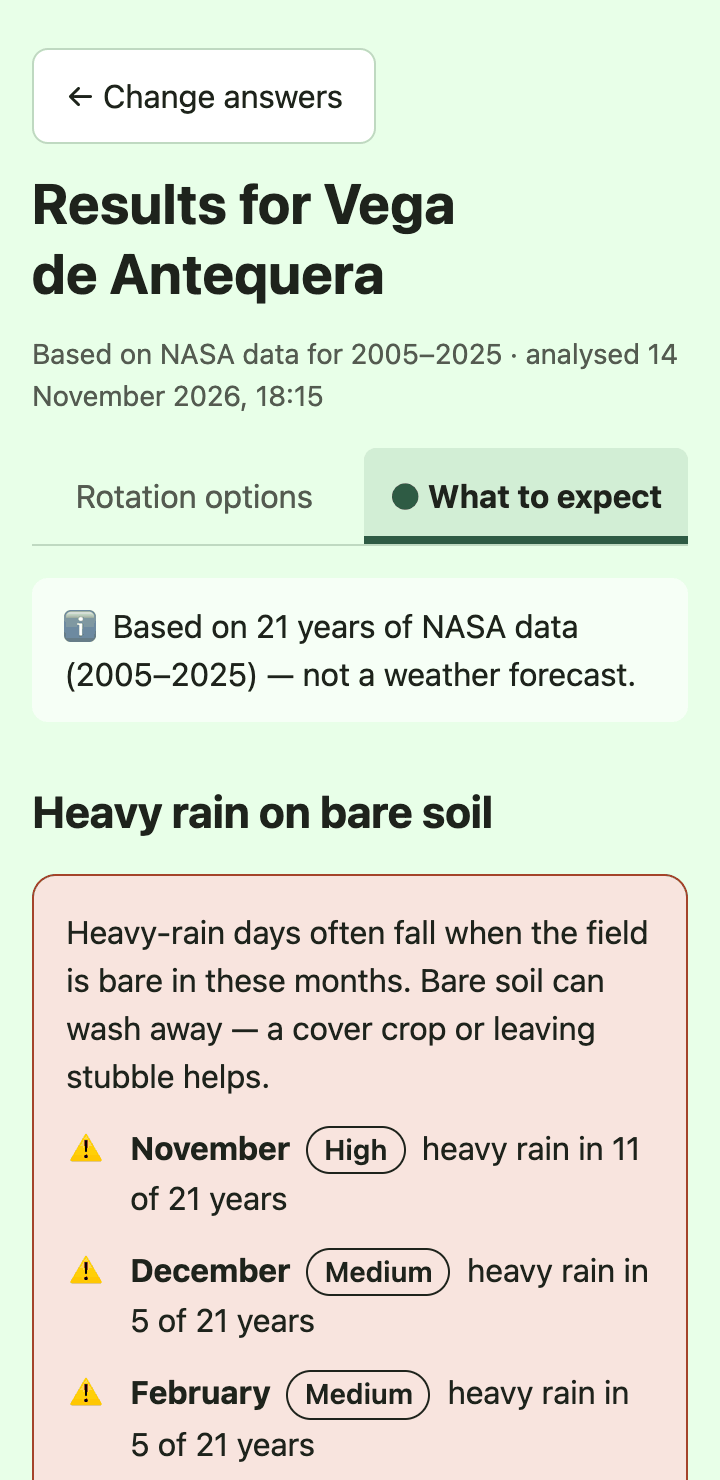 ← Change answers
Results for Vega
de Antequera
Based on NASA data for 2005–2025 · analysed 14
November 2026, 18:15
Rotation options
What to expect
ℹ️ Based on 21 years of NASA data
(2005–2025) — not a weather forecast.
Heavy rain on bare soil
Heavy-rain days often fall when the field
is bare in these months. Bare soil can
wash away — a cover crop or leaving
stubble helps.
⚠️ November High heavy rain in 11
of 21 years
⚠️ December Medium heavy rain in
5 of 21 years
⚠️ February Medium heavy rain in
5 of 21 years